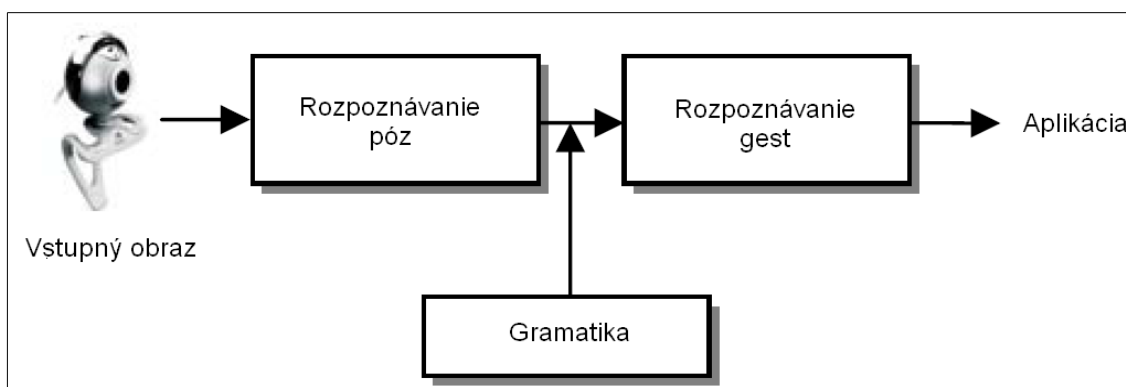 Rozpoznávanie
póz
Rozpoznávanie
gest
Aplikácia
Vstupný obraz
Gramatika